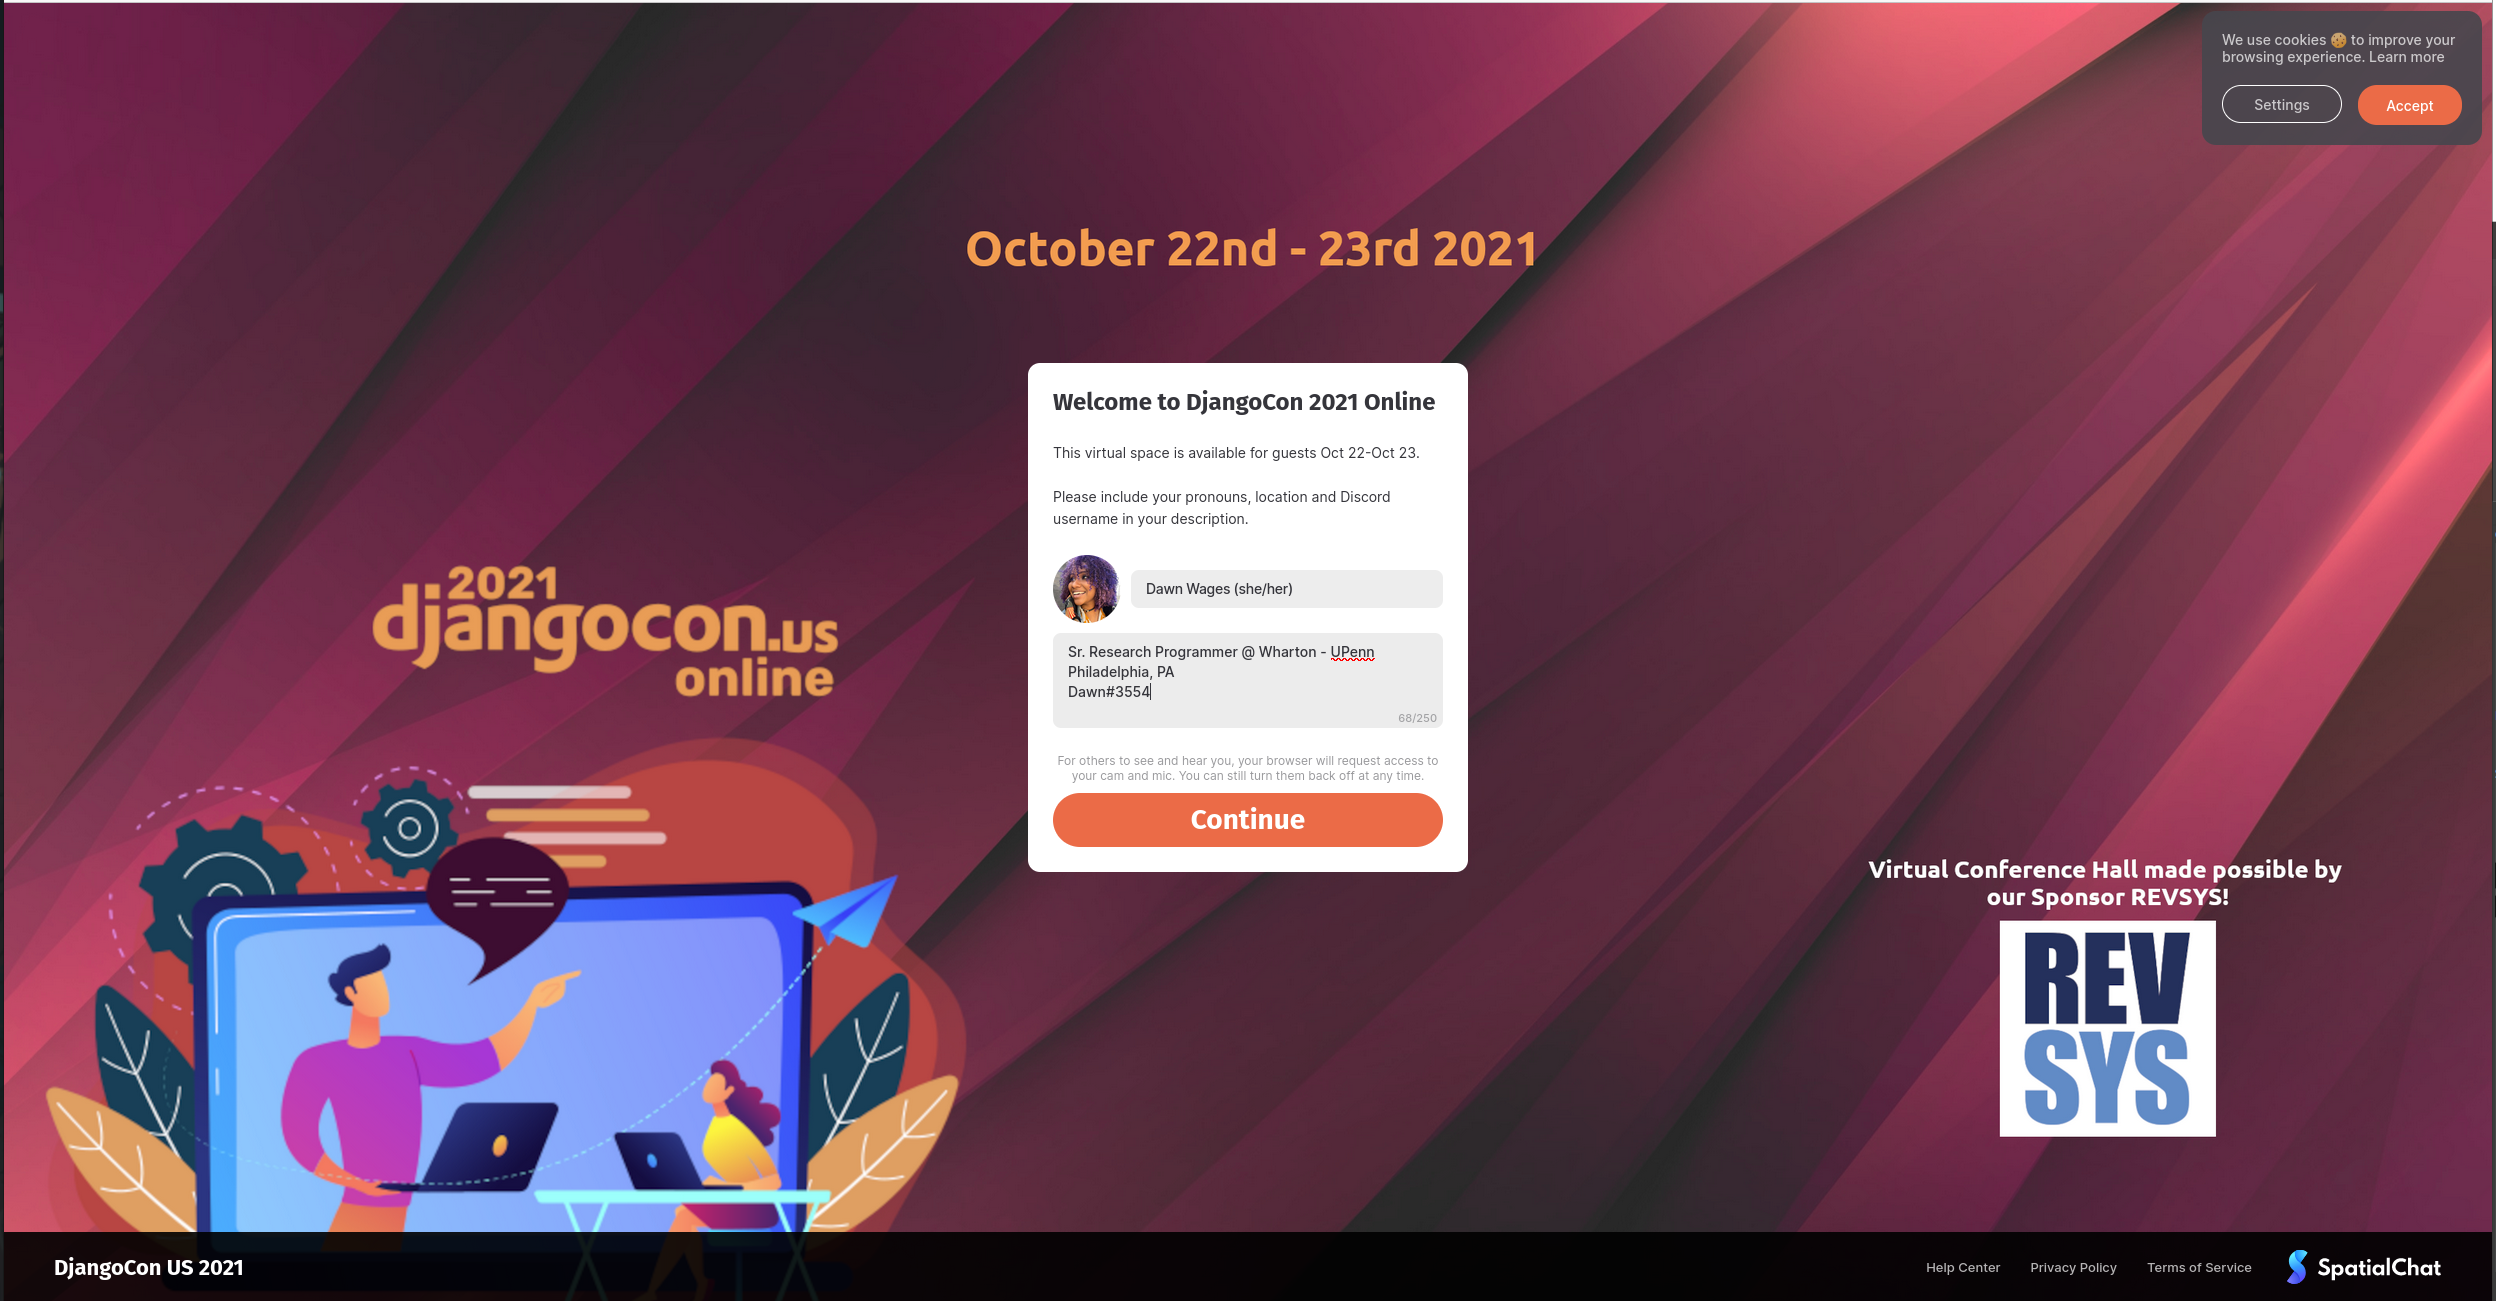 We use cookies 🍪 to improve your
browsing experience. Learn more
Settings
Accept
October 22nd - 23rd 2021
Welcome to DjangoCon 2021 Online
This virtual space is available for guests Oct 22-Oct 23.
Please include your pronouns, location and Discord
username in your description.
Dawn Wages (she/her)
Sr. Research Programmer @ Wharton - UPenn
Philadelphia, PA
Dawn#3554
68/250
For others to see and hear you, your browser will request access to
your cam and mic. You can still turn them back off at any time.
Continue
2021
djangocon.us
online
Virtual Conference Hall made possible by
our Sponsor REVSYS!
REV
SYS
DjangoCon US 2021
Help Center
Privacy Policy
Terms of Service
SpatialChat